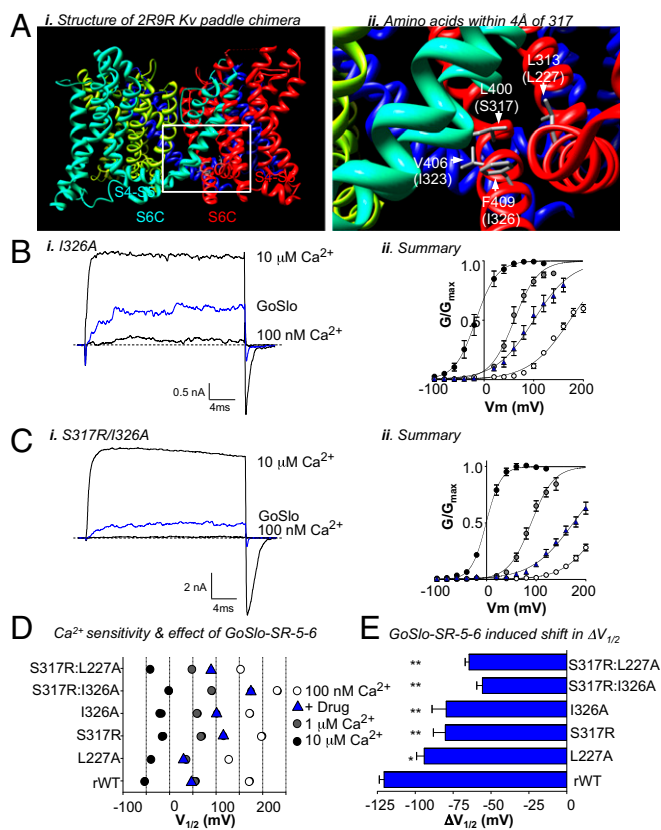 A
i. Structure of 2R9R Kv paddle chimera
S4-S5
S4-S5
S6C
S6C
ii. Amino acids within 4Å of 317
L313
(L227)
L400
(S317)
V406
(I323)
F409
(I326)
B
i. I326A
10 µM Ca2+
GoSlo
100 nM Ca2+
0.5 nA
4ms
ii. Summary
G/Gmax
1.0
0.5
-100 0 100 200
Vm (mV)
C
i. S317R/I326A
10 µM Ca2+
GoSlo
100 nM Ca2+
2 nA
4ms
ii. Summary
G/Gmax
1.0
0.5
-100 0 100 200
Vm (mV)
D
Ca2+ sensitivity & effect of GoSlo-SR-5-6
S317R:L227A
S317R:I326A
I326A
S317R
L227A
rWT
-100 0 100 200
V1/2 (mV)
100 nM Ca2+
+ Drug
1 µM Ca2+
10 µM Ca2+
E
GoSlo-SR-5-6 induced shift in ΔV1/2
** S317R:L227A
** S317R:I326A
** I326A
** S317R
* L227A
rWT
-125 -100 -75 -50 -25 0
ΔV1/2 (mV)